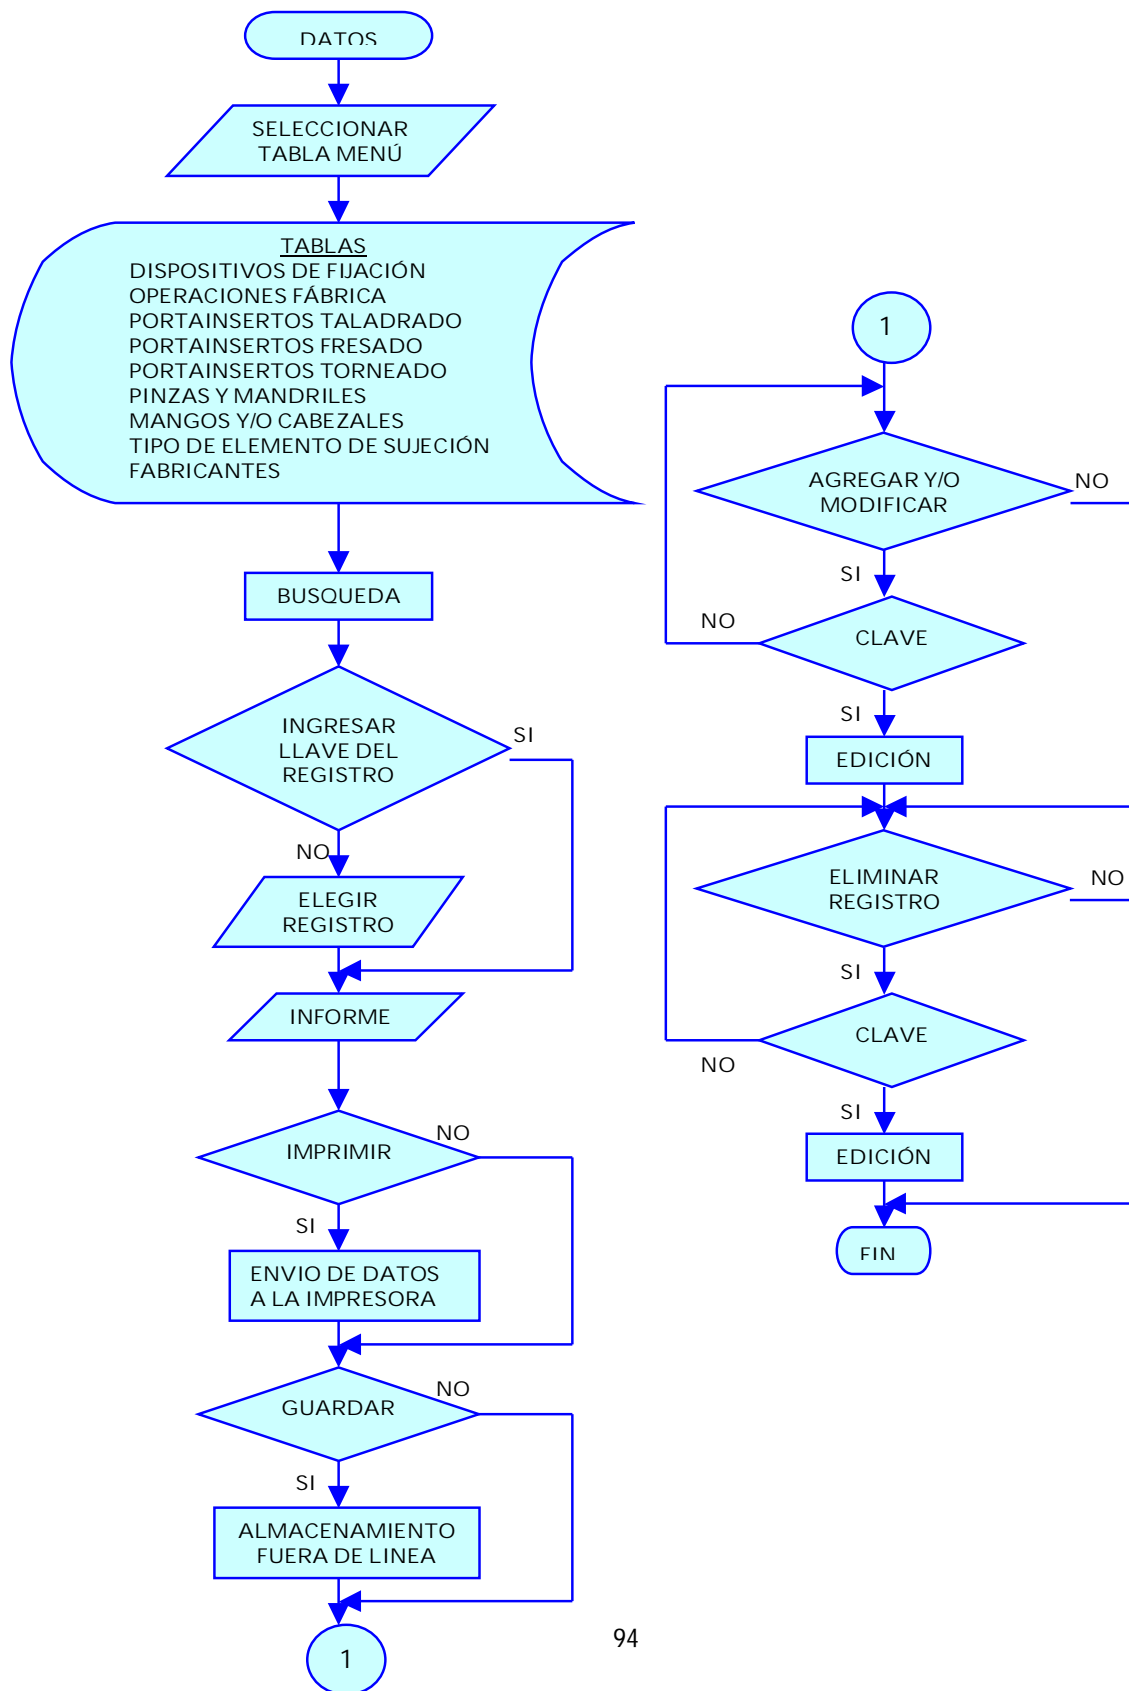 DATOS
SELECCIONAR
TABLA MENÚ
TABLAS
DISPOSITIVOS DE FIJACIÓN
OPERACIONES FÁBRICA
PORTAINSERTOS TALADRADO
PORTAINSERTOS FRESADO
PORTAINSERTOS TORNEADO
PINZAS Y MANDRILES
MANGOS Y/O CABEZALES
TIPO DE ELEMENTO DE SUJECIÓN
FABRICANTES
BUSQUEDA
INGRESAR
LLAVE DEL
REGISTRO
SI
NO
ELEGIR
REGISTRO
INFORME
IMPRIMIR
NO
SI
ENVIO DE DATOS
A LA IMPRESORA
GUARDAR
NO
SI
ALMACENAMIENTO
FUERA DE LINEA
1
1
AGREGAR Y/O
MODIFICAR
NO
SI
CLAVE
NO
SI
EDICIÓN
ELIMINAR
REGISTRO
NO
SI
CLAVE
NO
SI
EDICIÓN
FIN
94